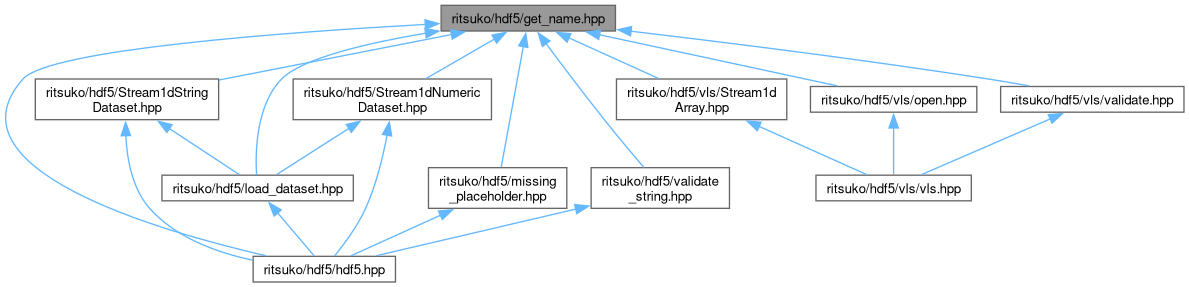 ritsuko/hdf5/get_name.hpp
ritsuko/hdf5/Stream1dString
Dataset.hpp
ritsuko/hdf5/Stream1dNumeric
Dataset.hpp
ritsuko/hdf5/vls/Stream1d
Array.hpp
ritsuko/hdf5/vls/open.hpp
ritsuko/hdf5/vls/validate.hpp
ritsuko/hdf5/load_dataset.hpp
ritsuko/hdf5/missing
_placeholder.hpp
ritsuko/hdf5/validate
_string.hpp
ritsuko/hdf5/vls/vls.hpp
ritsuko/hdf5/hdf5.hpp